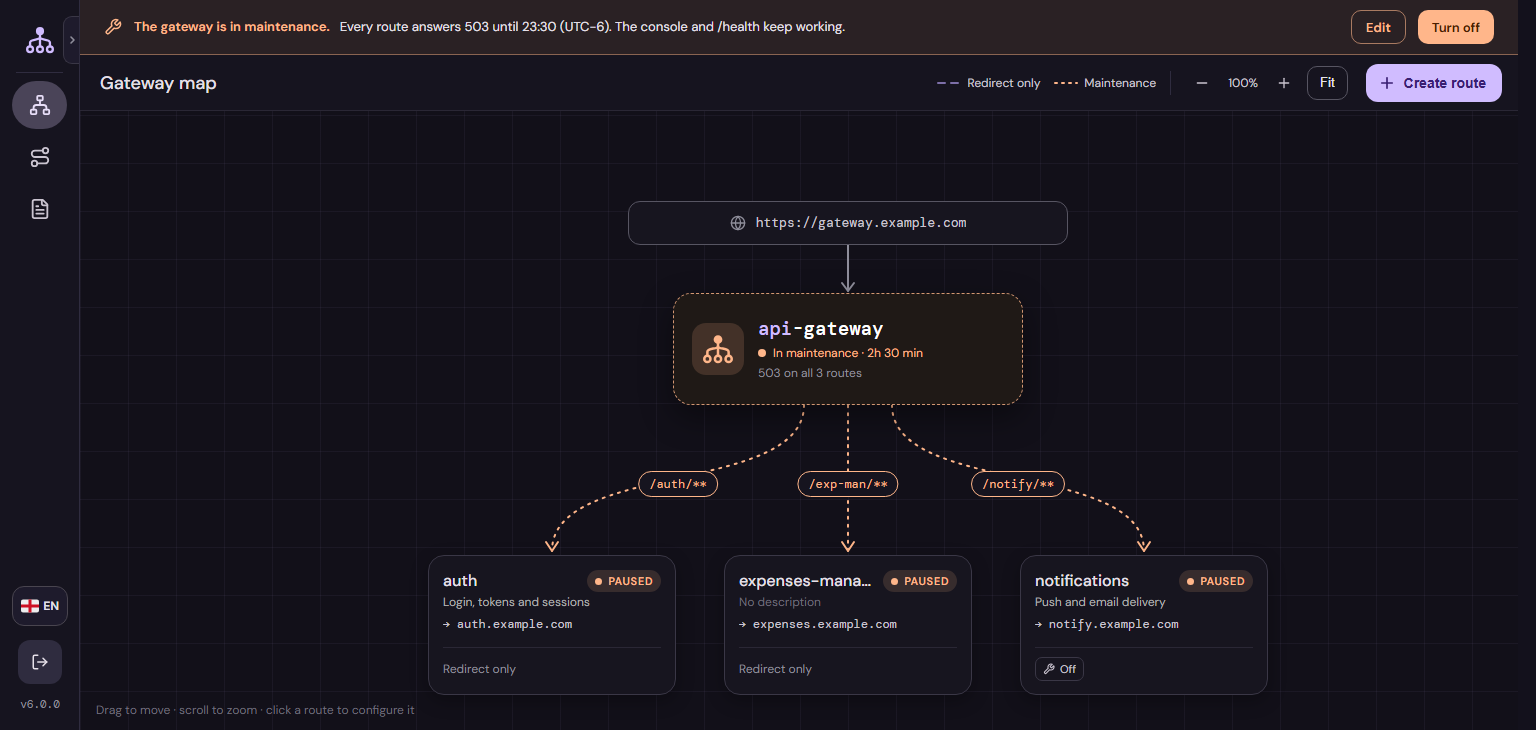 The gateway is in maintenance. Every route answers 503 until 23:30 (UTC-6). The console and /health keep working.
Edit
Turn off
Gateway map
Redirect only
Maintenance
100%
Fit
Create route
https://gateway.example.com
api-gateway
In maintenance · 2h 30 min
503 on all 3 routes
/auth/**
/exp-man/**
/notify/**
auth
PAUSED
Login, tokens and sessions
→ auth.example.com
Redirect only
expenses-mana...
PAUSED
No description
→ expenses.example.com
Redirect only
notifications
PAUSED
Push and email delivery
→ notify.example.com
Off
EN
v6.0.0
Drag to move · scroll to zoom · click a route to configure it